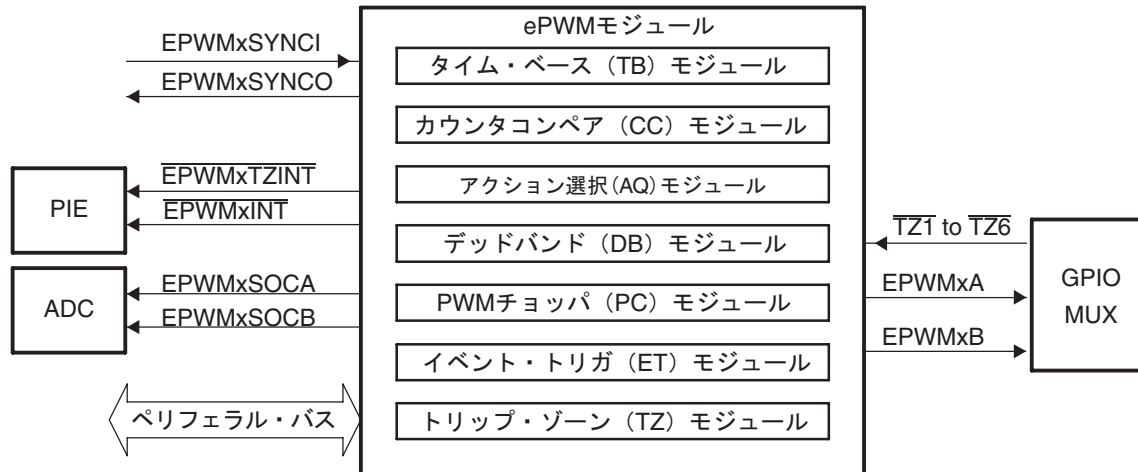 ePWMモジュール
EPWMxSYNCI
タイム・ベース（TB）モジュール
EPWMxSYNCO
カウンタコンペア（CC）モジュール
EPWMxTZINT
アクション選択(AQ)モジュール
PIE
EPWMxINT
TZ1 to TZ6
デッドバンド（DB）モジュール
EPWMxSOCA
EPWMxA
GPIO
MUX
ADC
PWMチョッパ（PC）モジュール
EPWMxSOCB
EPWMxB
イベント・トリガ（ET）モジュール
ペリフェラル・バス
トリップ・ゾーン（TZ）モジュール